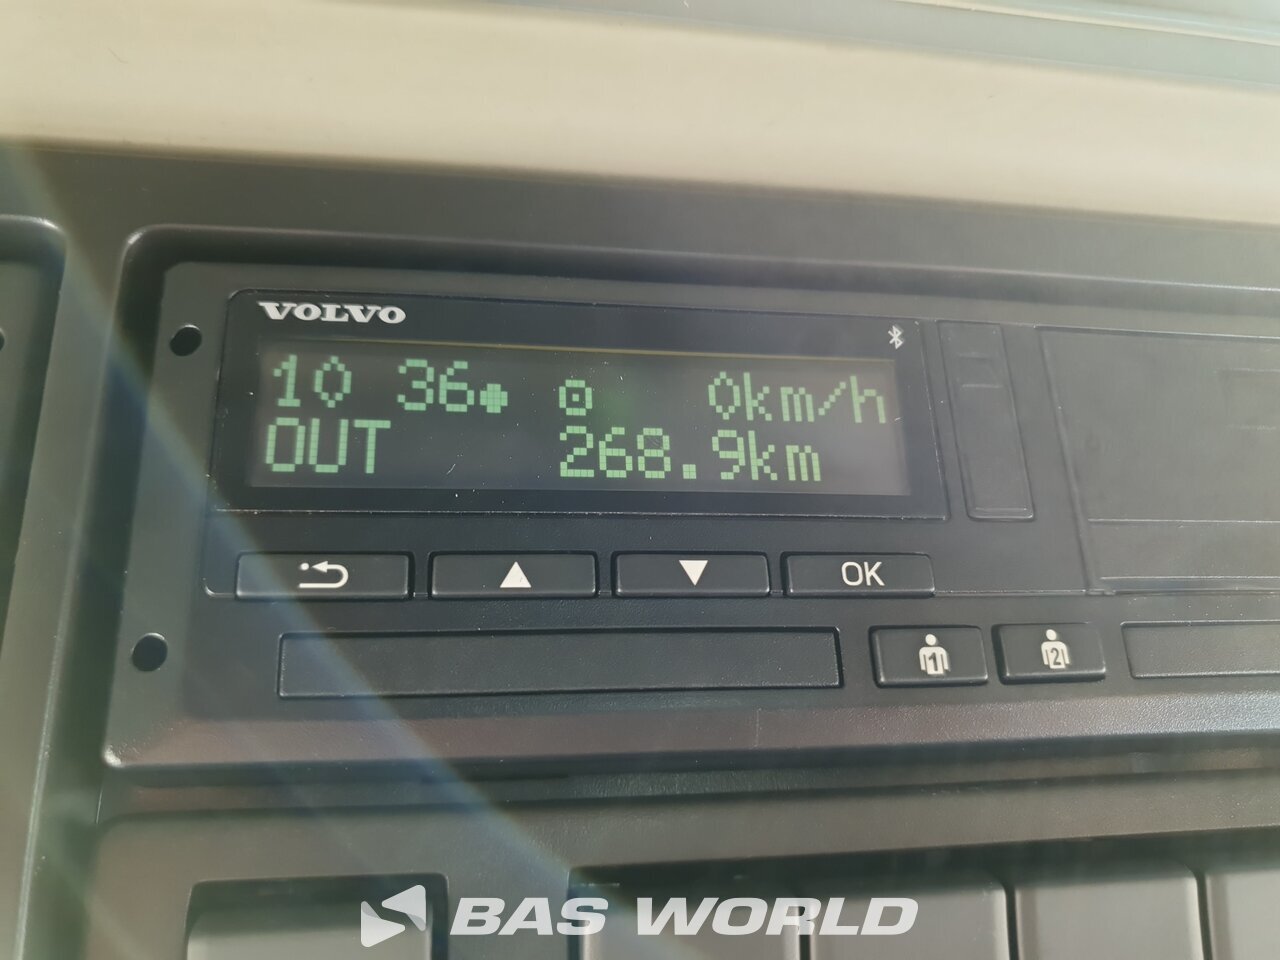 VOLVO
10 36 0km/h
OUT 268.9km
OK
1 2
BAS WORLD